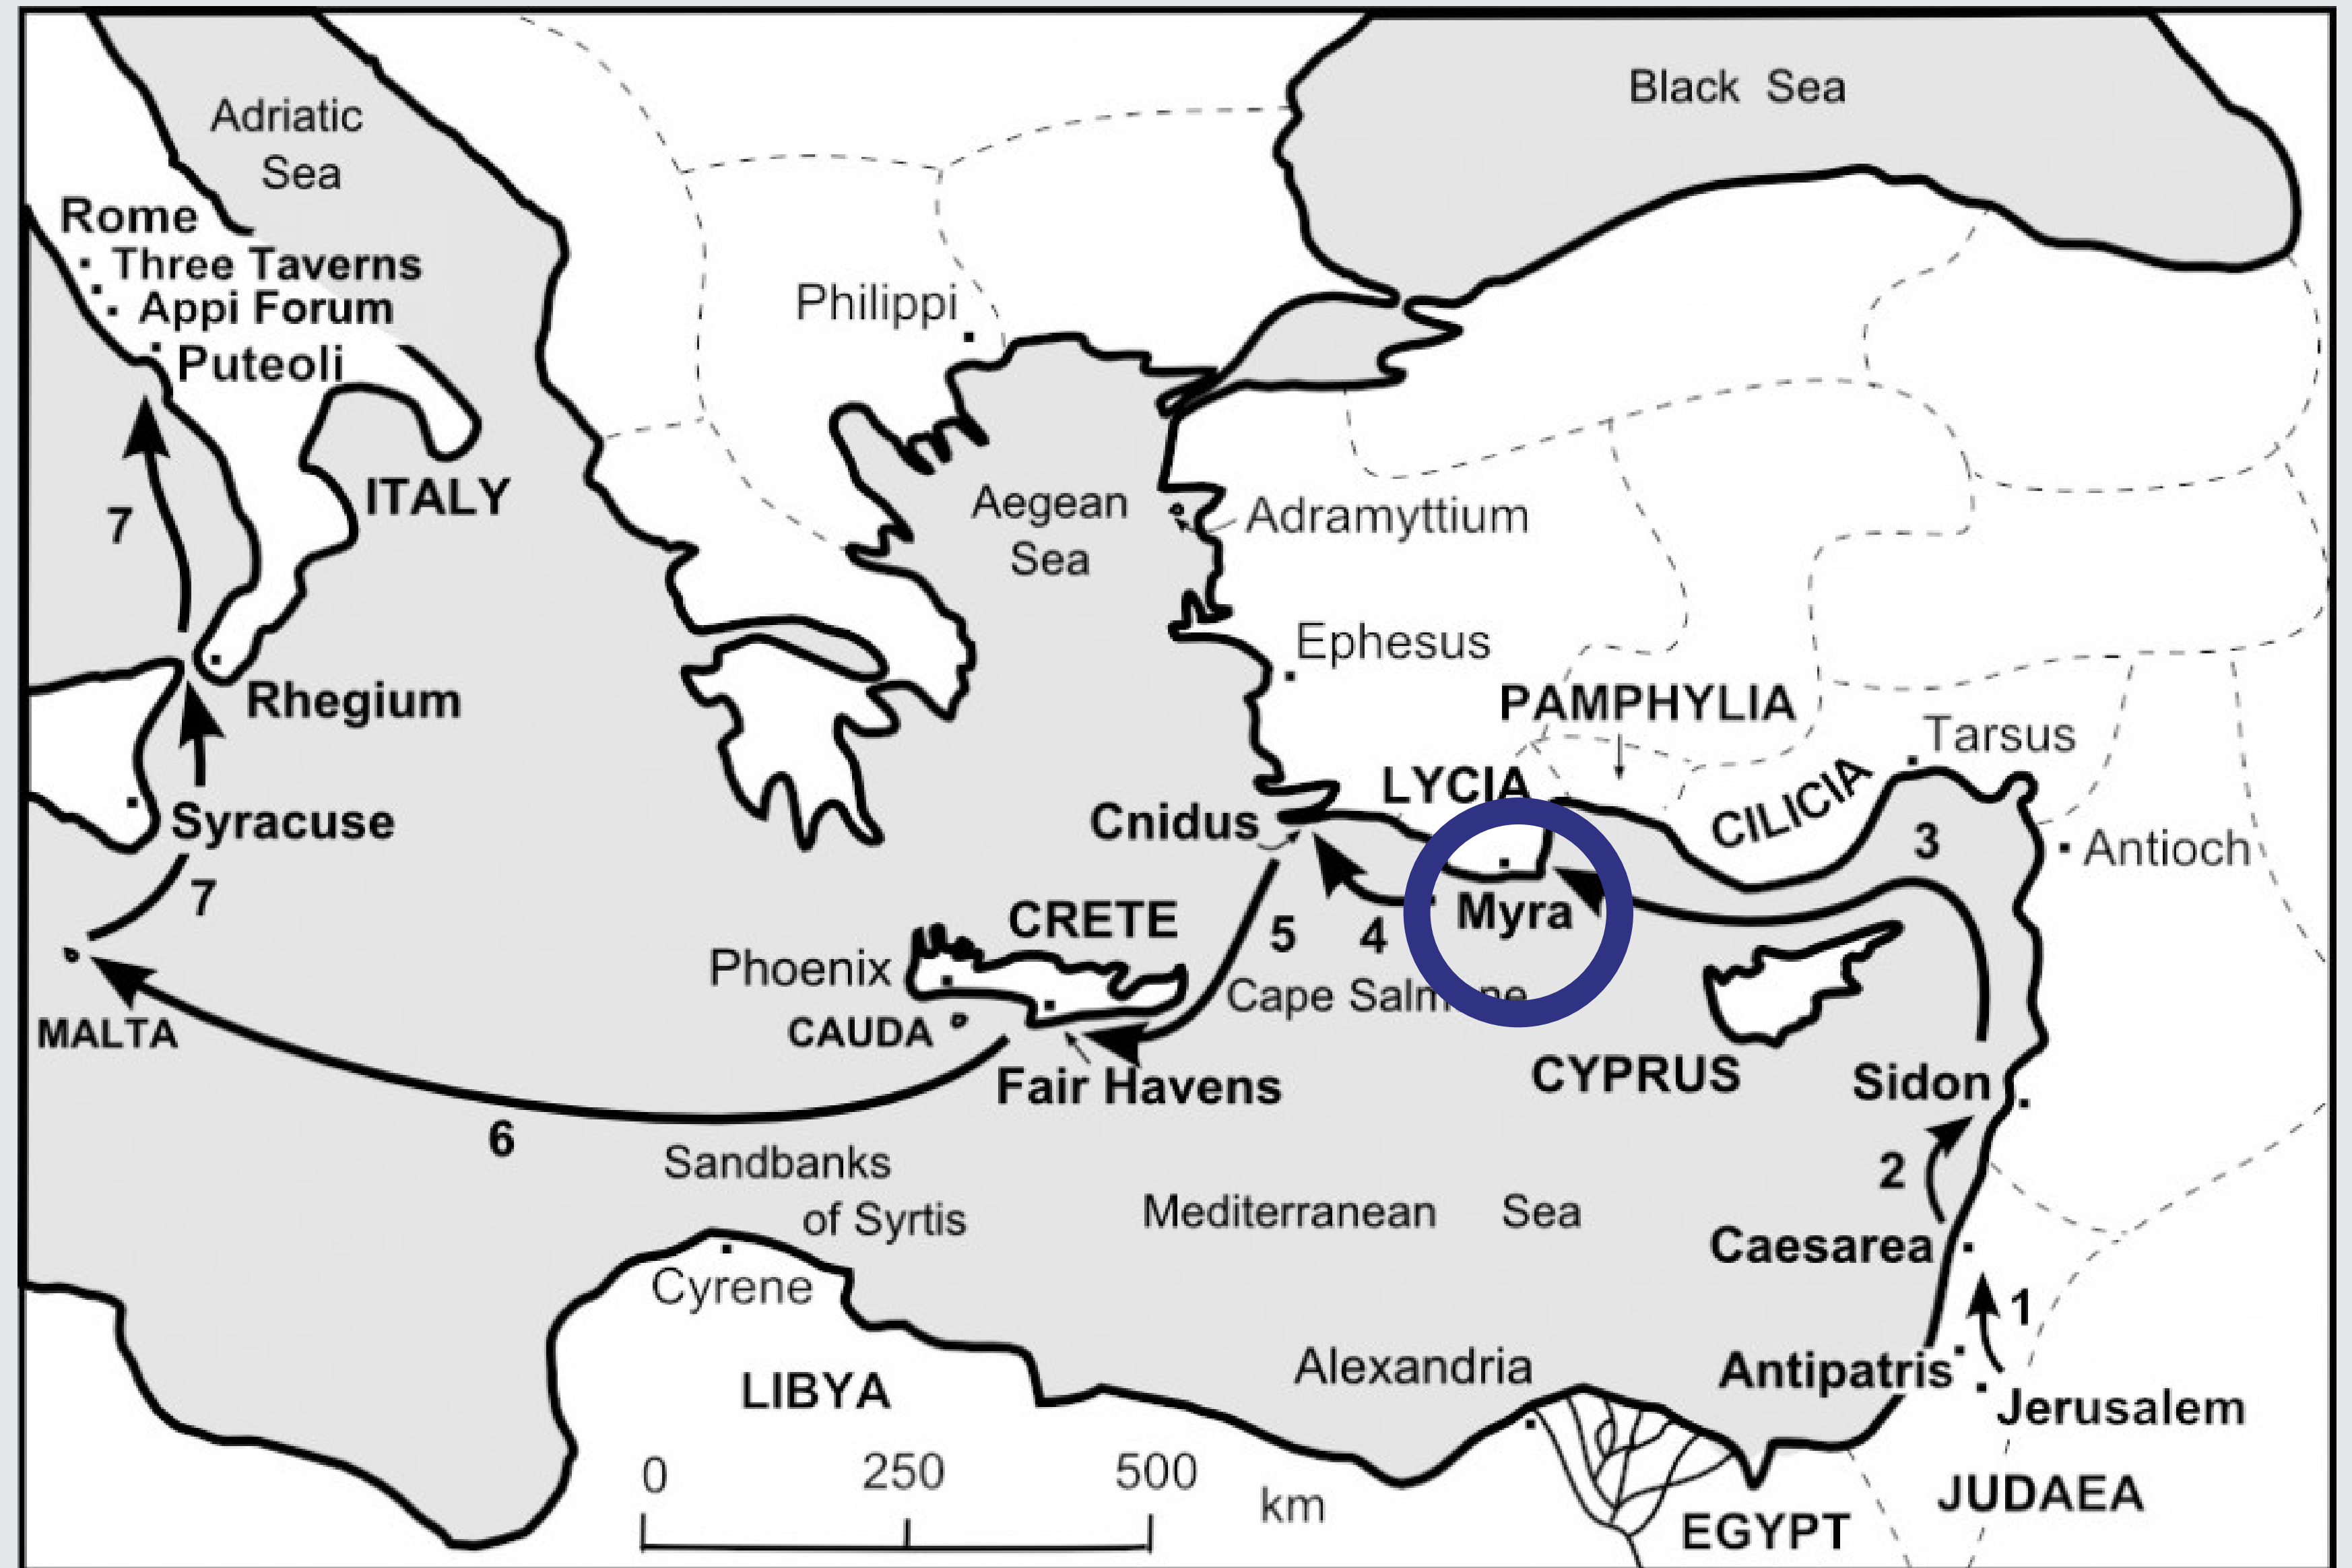 Black Sea
Adriatic
Sea
Rome
Three Taverns
Appi Forum
Puteoli
Philippi
ITALY
7
Aegean
Sea
Adramyttium
Ephesus
PAMPHYLIA
Rhegium
Tarsus
LYCIA
CILICIA
Syracuse
Cnidus
3
Antioch
7
CRETE
5
4
Myra
Phoenix
Cape Salmone
CAUDA
MALTA
Fair Havens
CYPRUS
Sidon
6
Sandbanks
of Syrtis
Mediterranean Sea
2
Caesarea
Cyrene
1
Alexandria
Antipatris
LIBYA
Jerusalem
0 250 500
km
JUDAEA
EGYPT